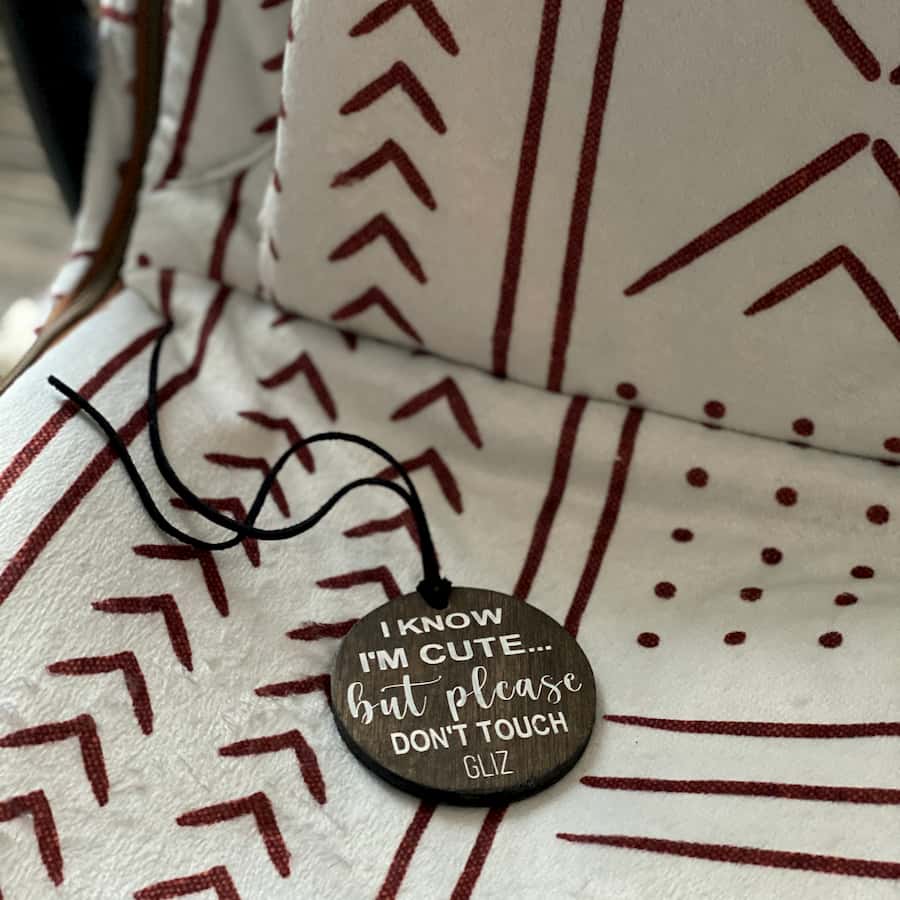 I KNOW
I'M CUTE...
but please
DON'T TOUCH
GLIZ